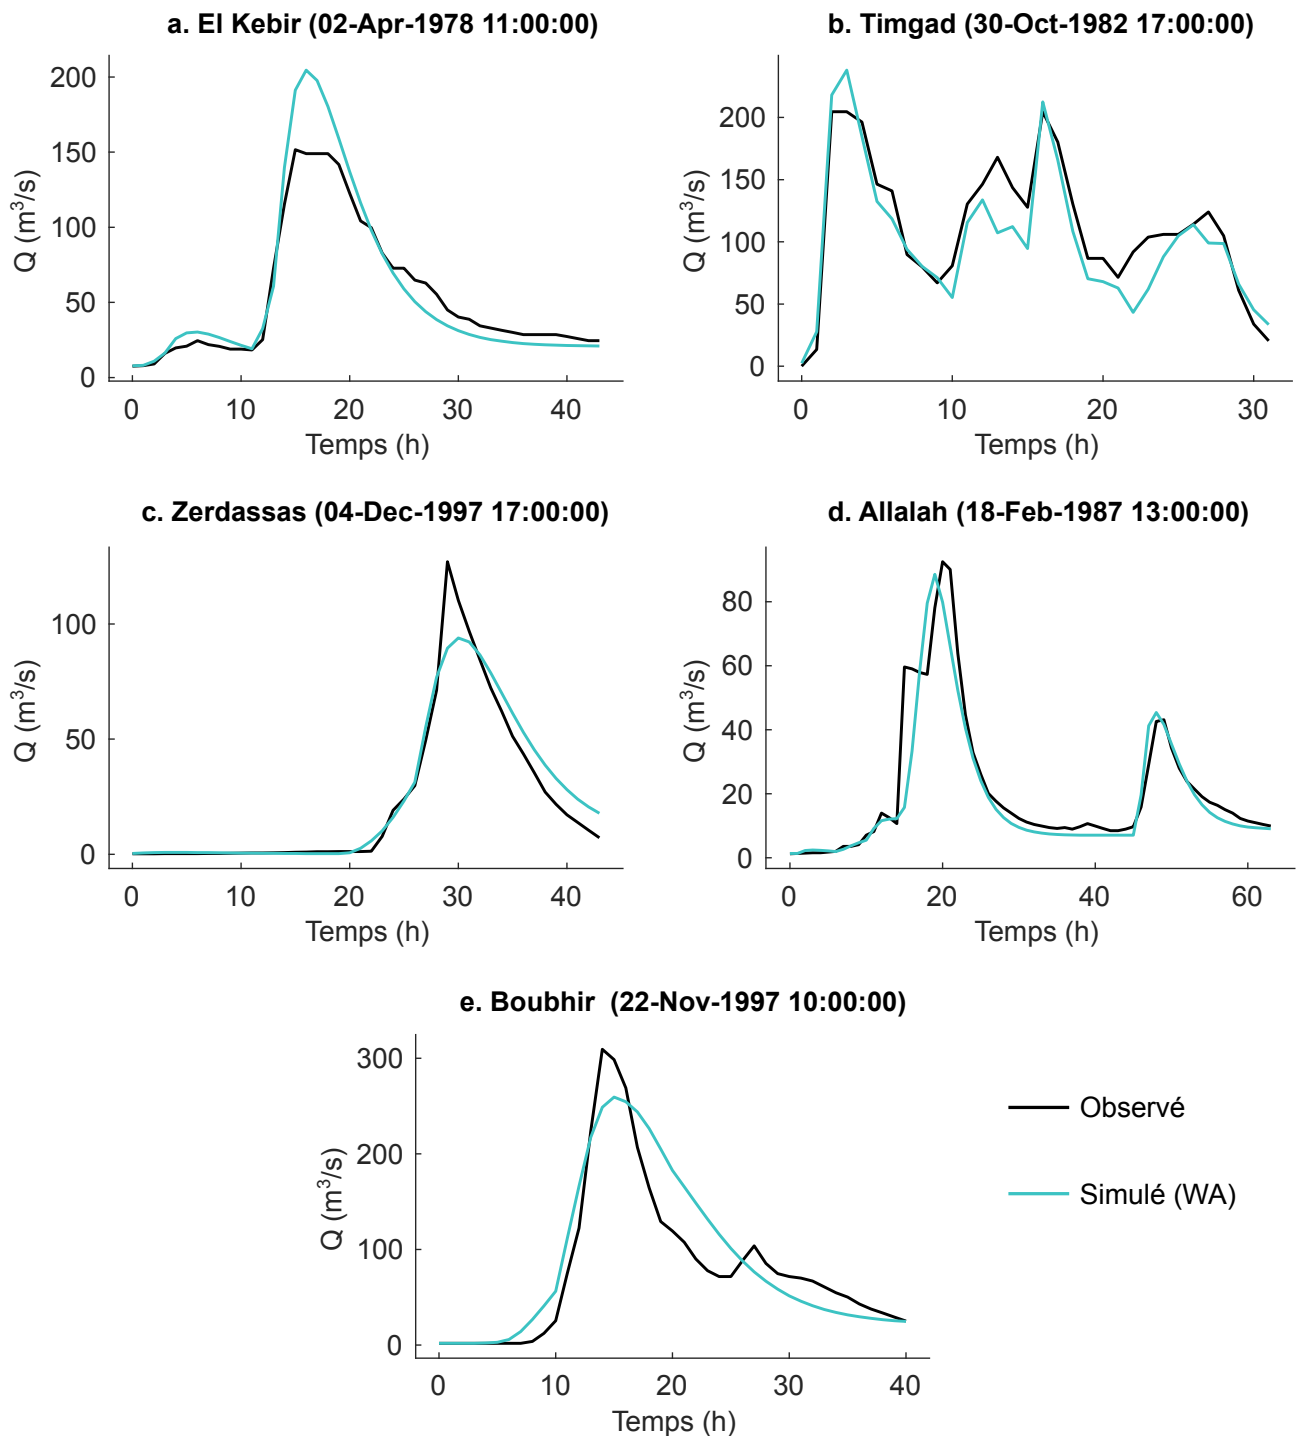 a. El Kebir (02-Apr-1978 11:00:00)
200
150
100
50
0
Q (m³/s)
0 10 20 30 40
Temps (h)
b. Timgad (30-Oct-1982 17:00:00)
200
150
100
50
0
Q (m³/s)
0 10 20 30
Temps (h)
c. Zerdassas (04-Dec-1997 17:00:00)
100
50
0
Q (m³/s)
0 10 20 30 40
Temps (h)
d. Allalah (18-Feb-1987 13:00:00)
80
60
40
20
0
Q (m³/s)
0 20 40 60
Temps (h)
e. Boubhir (22-Nov-1997 10:00:00)
300
200
100
0
Q (m³/s)
0 10 20 30 40
Temps (h)
Observé
Simulé (WA)